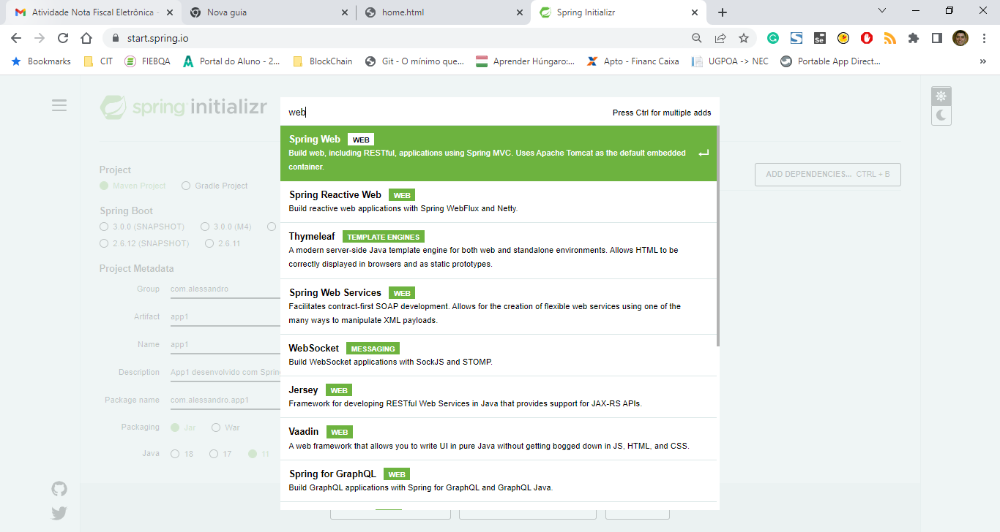 Atividade Nota Fiscal Eletrônica -
Nova guia
home.html
Spring Initializr
start.spring.io
Bookmarks
CIT
FIEBQA
Portal do Aluno - 2...
BlockChain
Git - O mínimo que...
Aprender Húngaro:...
Apto - Financ Caixa
UGPOA -> NEC
Portable App Direct...
»
spring initializr
web
Press Ctrl for multiple adds
Spring Web WEB
Build web, including RESTful, applications using Spring MVC. Uses Apache Tomcat as the default embedded
container.
Spring Reactive Web WEB
Build reactive web applications with Spring WebFlux and Netty.
Thymeleaf TEMPLATE ENGINES
A modern server-side Java template engine for both web and standalone environments. Allows HTML to be
correctly displayed in browsers and as static prototypes.
Spring Web Services WEB
Facilitates contract-first SOAP development. Allows for the creation of flexible web services using one of the
many ways to manipulate XML payloads.
WebSocket MESSAGING
Build WebSocket applications with SockJS and STOMP.
Jersey WEB
Framework for developing RESTful Web Services in Java that provides support for JAX-RS APIs.
Vaadin WEB
A web framework that allows you to write UI in pure Java without getting bogged down in JS, HTML, and CSS.
Spring for GraphQL WEB
Build GraphQL applications with Spring for GraphQL and GraphQL Java.
Project
Maven Project Gradle Project
Spring Boot
3.0.0 (SNAPSHOT) 3.0.0 (M4)
2.6.12 (SNAPSHOT) 2.6.11
Project Metadata
Group com.alessandro
Artifact app1
Name app1
Description App1 desenvolvido com Spring
Package name com.alessandro.app1
Packaging Jar War
Java 18 17 11
ADD DEPENDENCIES... CTRL + B